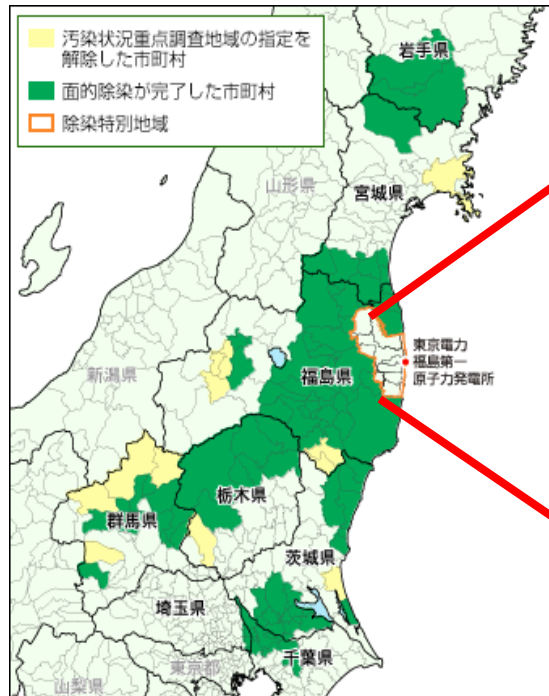 汚染状況重点調査地域の指定を
解除した市町村
面的除染が完了した市町村
除染特別地域
岩手県
山形県
宮城県
東京電力
福島第一
原子力発電所
新潟県
福島県
栃木県
群馬県
茨城県
埼玉県
東京都
千葉県
山梨県